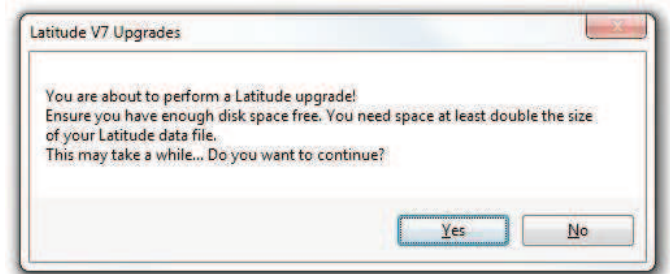 Latitude V7 Upgrades
You are about to perform a Latitude upgrade!
Ensure you have enough disk space free. You need space at least double the size
of your Latitude data file.
This may take a while... Do you want to continue?
Yes
No